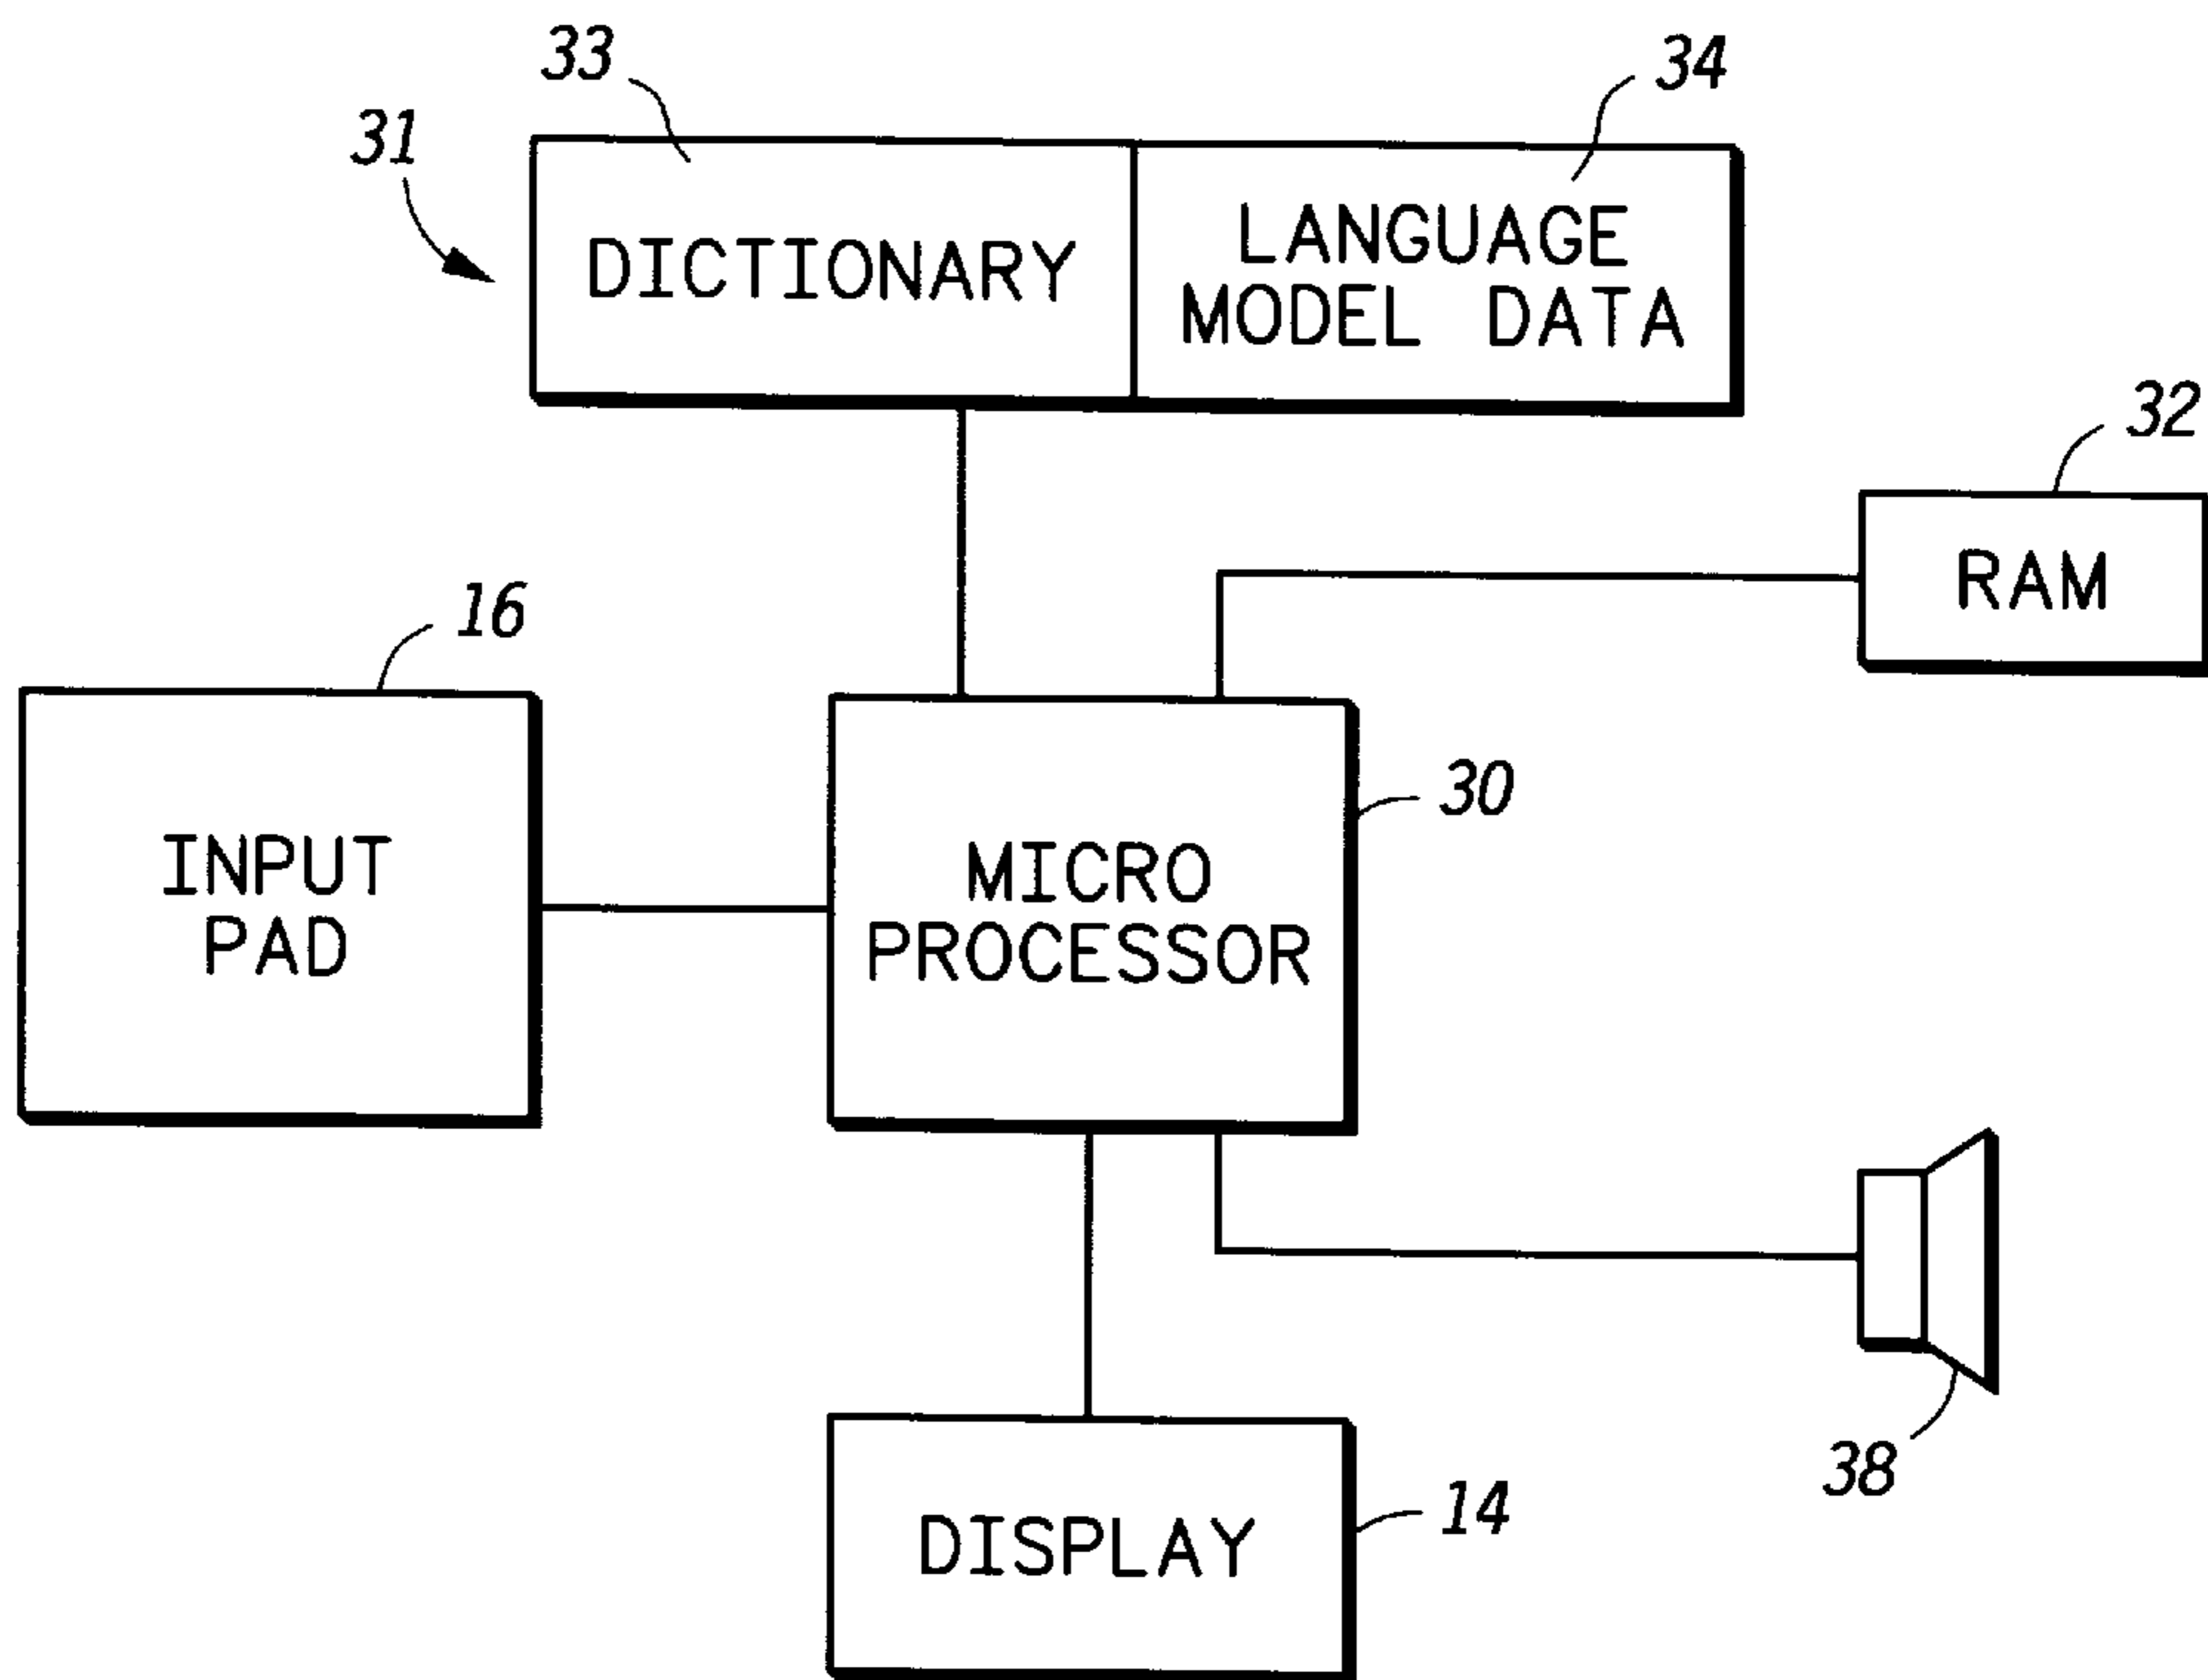 33
34
31
DICTIONARY
LANGUAGE
MODEL DATA
32
RAM
16
INPUT
PAD
30
MICRO
PROCESSOR
38
14
DISPLAY